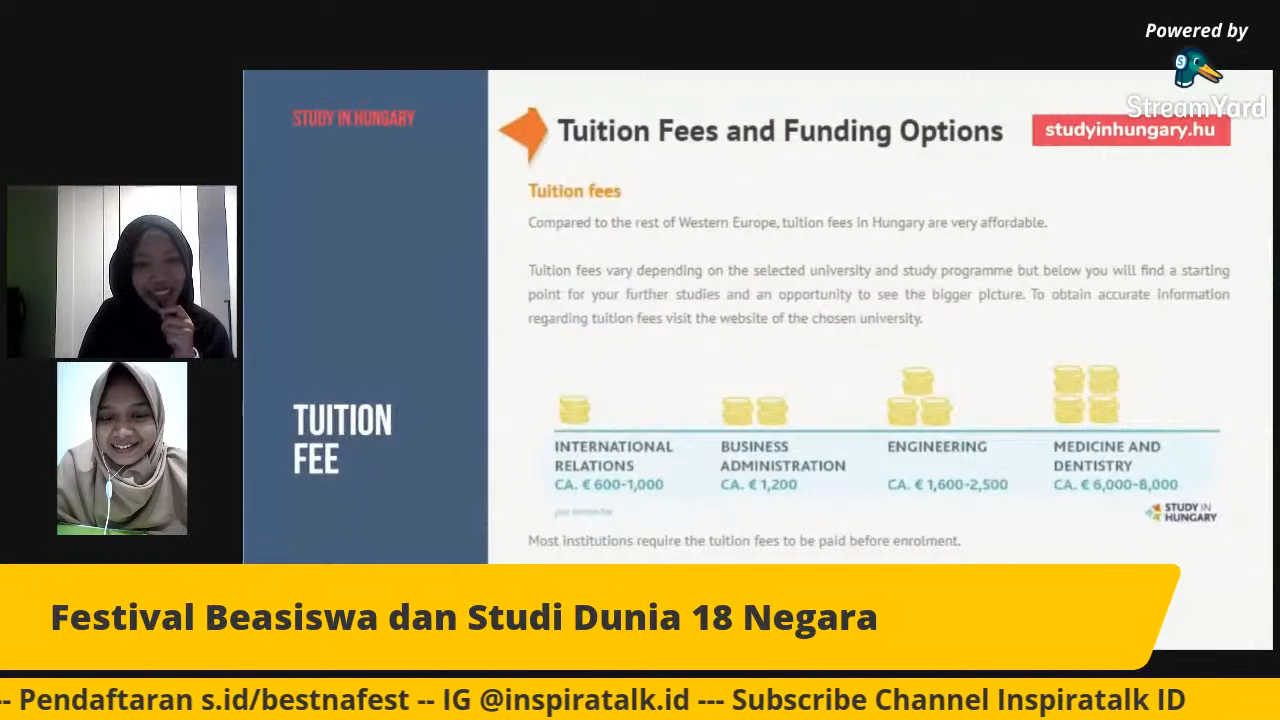 Powered by
StreamYard
STUDY IN HUNGARY
Tuition Fees and Funding Options
studyinhungary.hu
Tuition fees
Compared to the rest of Western Europe, tuition fees in Hungary are very affordable.
Tuition fees vary depending on the selected university and study programme but below you will find a starting
point for your further studies and an opportunity to see the bigger picture. To obtain accurate information
regarding tuition fees visit the website of the chosen university.
TUITION
FEE
INTERNATIONAL
RELATIONS
CA. € 600-1,000
BUSINESS
ADMINISTRATION
CA. € 1,200
ENGINEERING
CA. € 1,600-2,500
MEDICINE AND
DENTISTRY
CA. € 6,000-8,000
STUDY IN
HUNGARY
Most institutions require the tuition fees to be paid before enrolment.
Festival Beasiswa dan Studi Dunia 18 Negara
-- Pendaftaran s.id/bestnafest -- IG @inspiratalk.id --- Subscribe Channel Inspiratalk ID